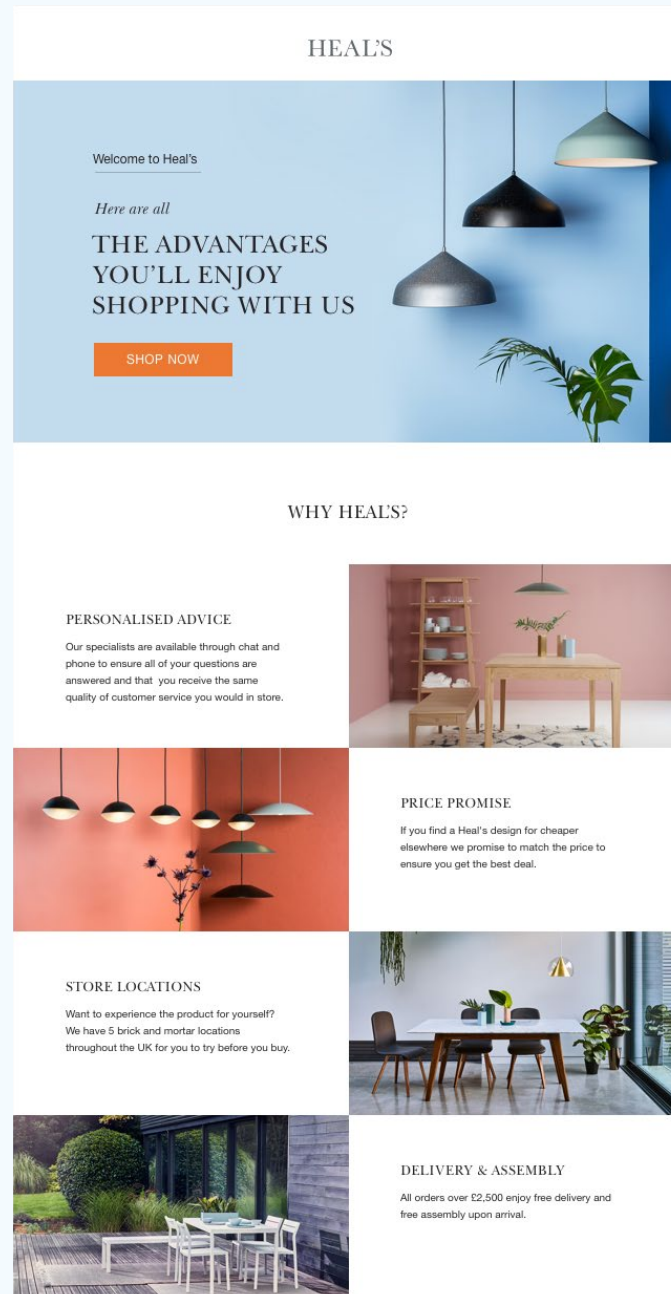 HEAL'S
Welcome to Heal's
Here are all
THE ADVANTAGES
YOU'LL ENJOY
SHOPPING WITH US
SHOP NOW
WHY HEAL'S?
PERSONALISED ADVICE
Our specialists are available through chat and
phone to ensure all of your questions are
answered and that  you receive the same
quality of customer service you would in store.
PRICE PROMISE
If you find a Heal's design for cheaper
elsewhere we promise to match the price to
ensure you get the best deal.
STORE LOCATIONS
Want to experience the product for yourself?
We have 5 brick and mortar locations
throughout the UK for you to try before you buy.
DELIVERY & ASSEMBLY
All orders over £2,500 enjoy free delivery and
free assembly upon arrival.